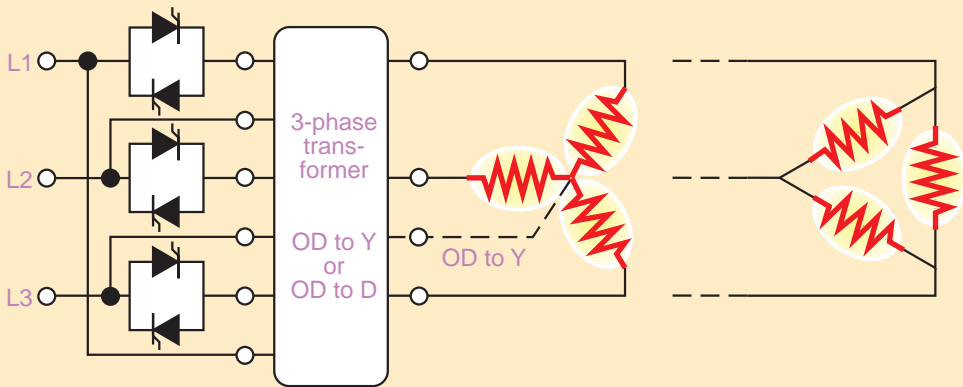 L1
3-phase
trans-
former
L2
OD to Y
or
OD to D
OD to Y
L3